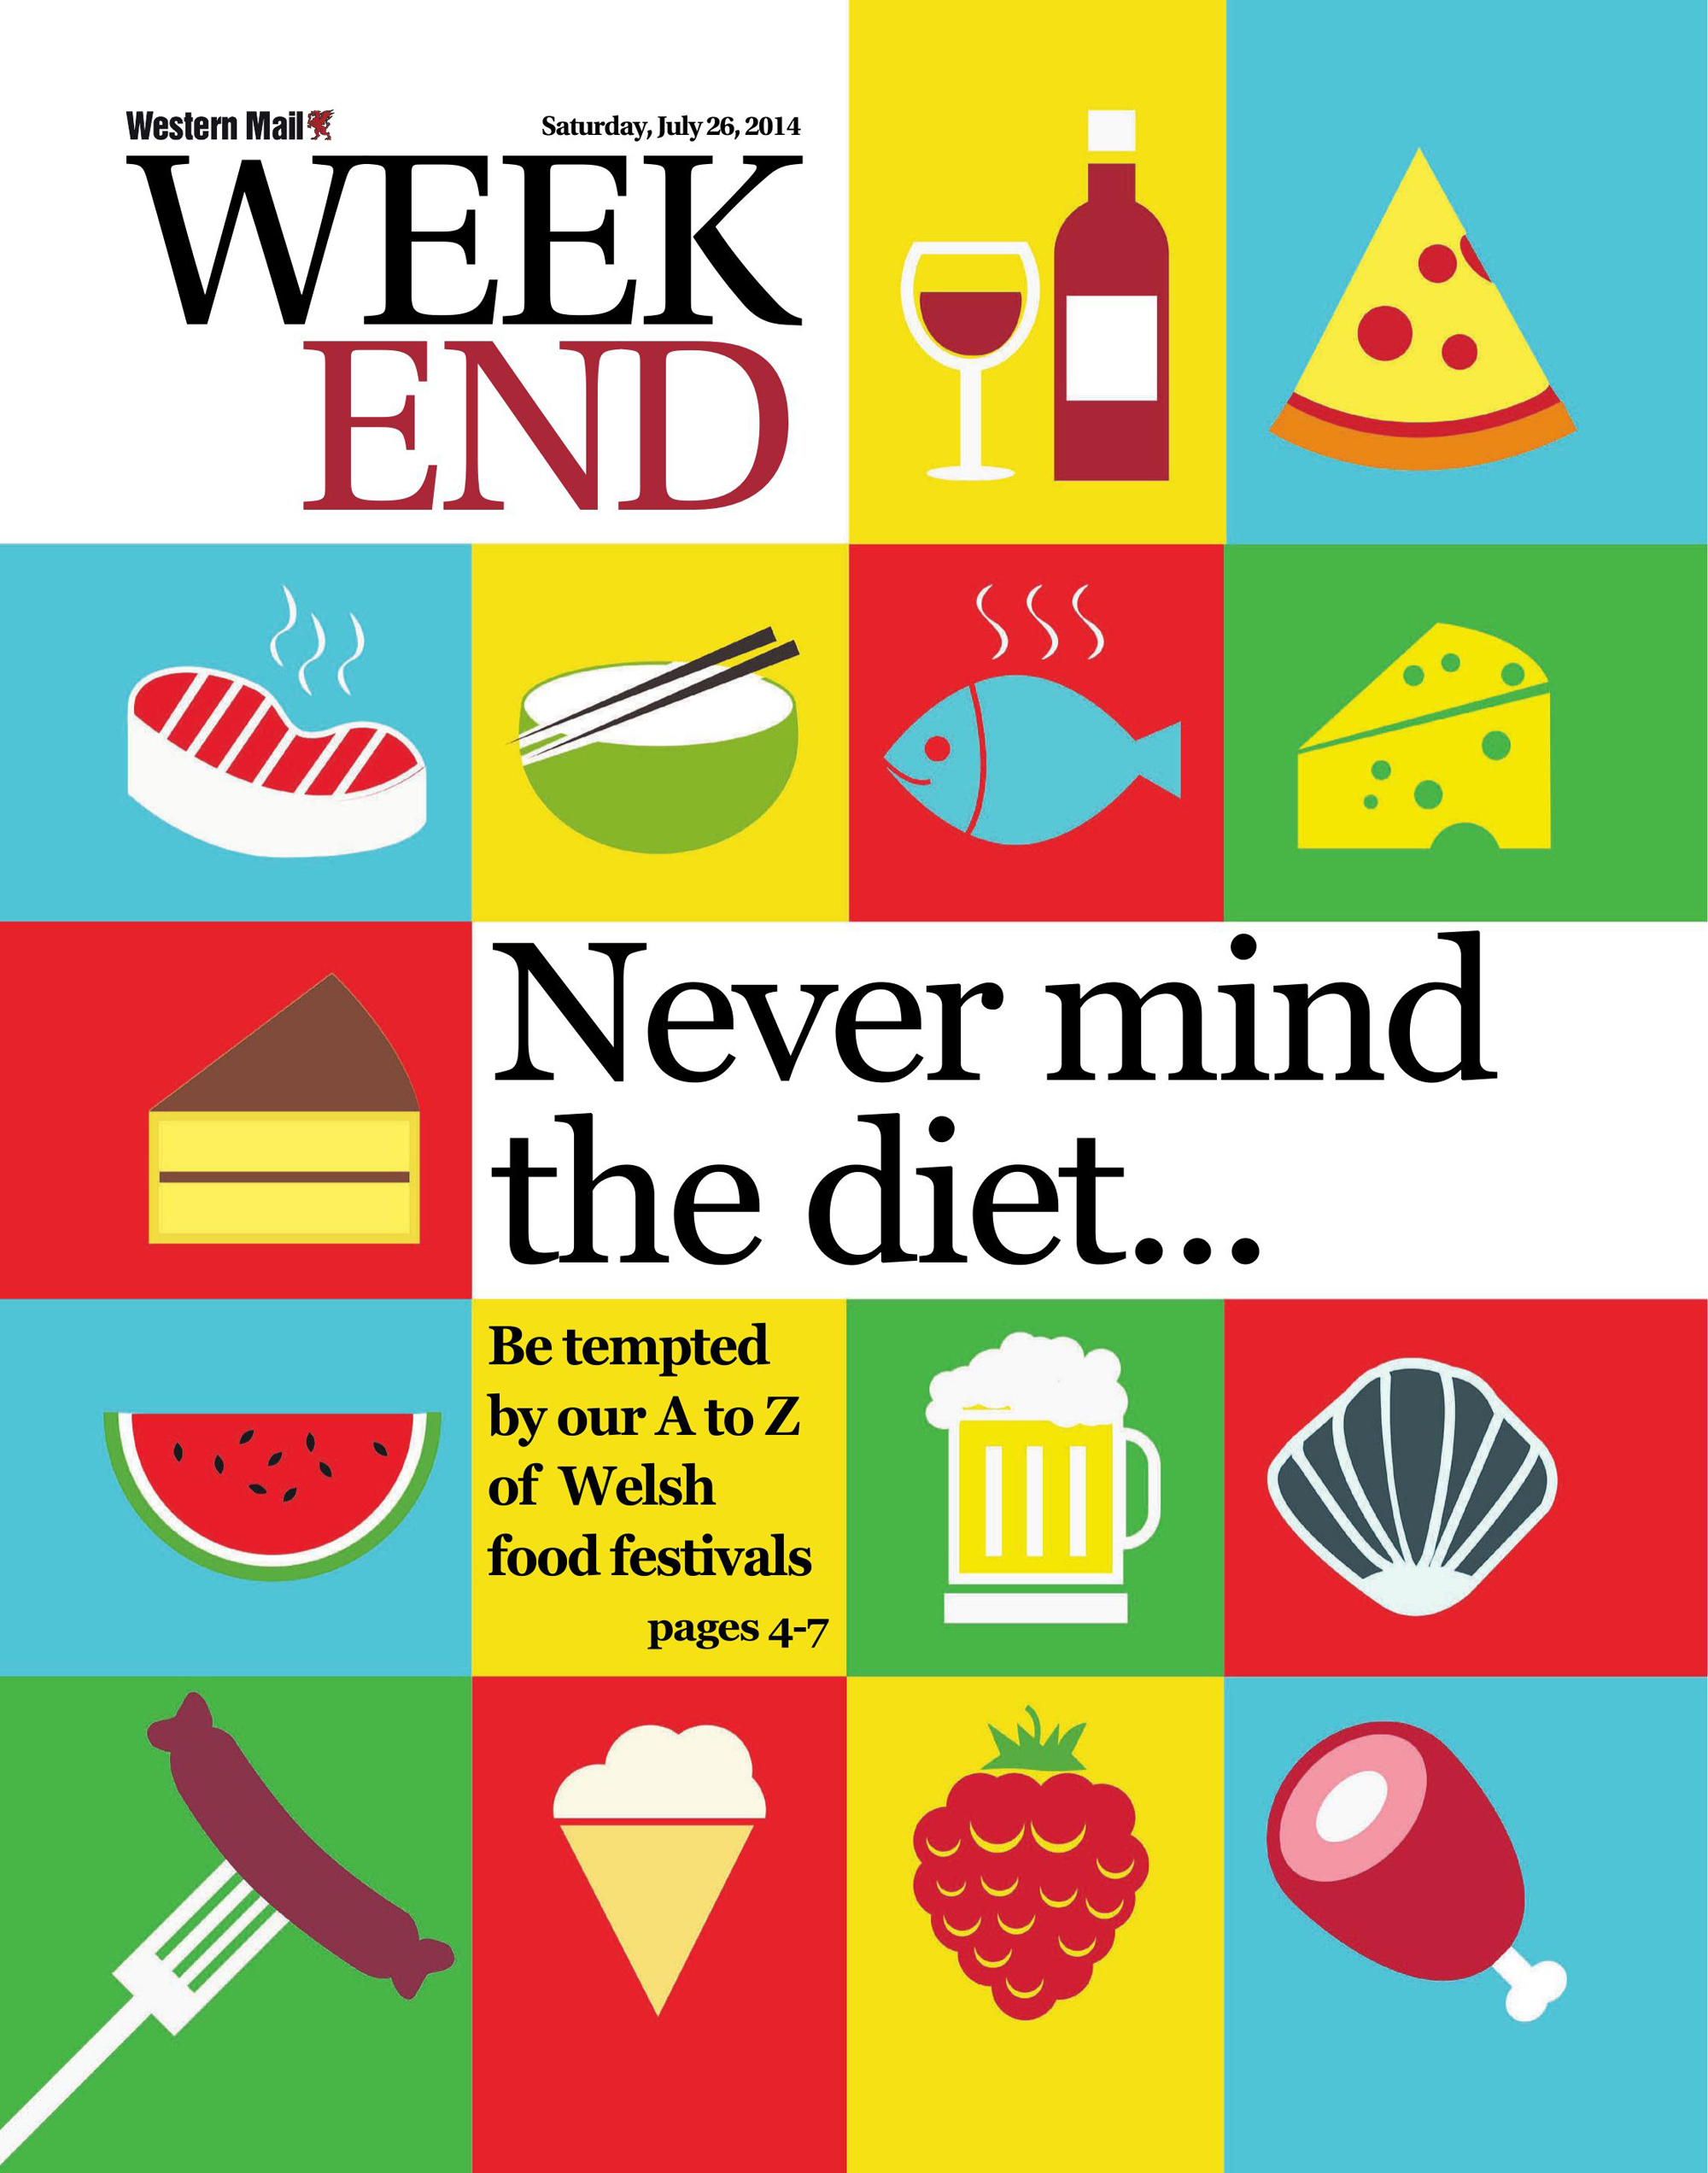 Western Mail
Saturday, July 26, 2014
WEEK
END
Never mind
the diet...
Be tempted
by our A to Z
of Welsh
food festivals
pages 4-7